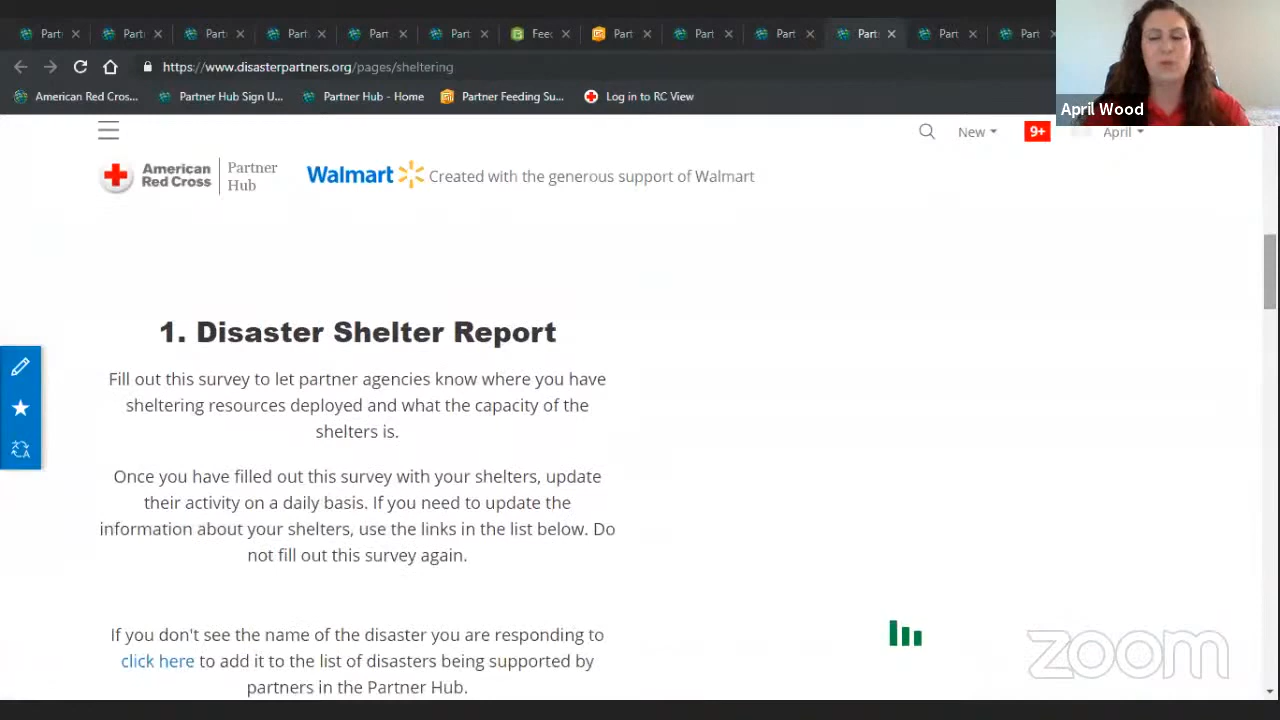 Part
Part
Part
Part
Part
Part
Feed
Part
Part
Part
Part
Part
Part
https://www.disasterpartners.org/pages/sheltering
American Red Cros...
Partner Hub Sign U...
Partner Hub - Home
Partner Feeding Su...
Log in to RC View
April Wood
New
9+
April
American Red Cross
Partner Hub
Walmart
Created with the generous support of Walmart
1. Disaster Shelter Report
Fill out this survey to let partner agencies know where you have
sheltering resources deployed and what the capacity of the
shelters is.
Once you have filled out this survey with your shelters, update
their activity on a daily basis. If you need to update the
information about your shelters, use the links in the list below. Do
not fill out this survey again.
If you don't see the name of the disaster you are responding to
click here to add it to the list of disasters being supported by
partners in the Partner Hub.
zoom